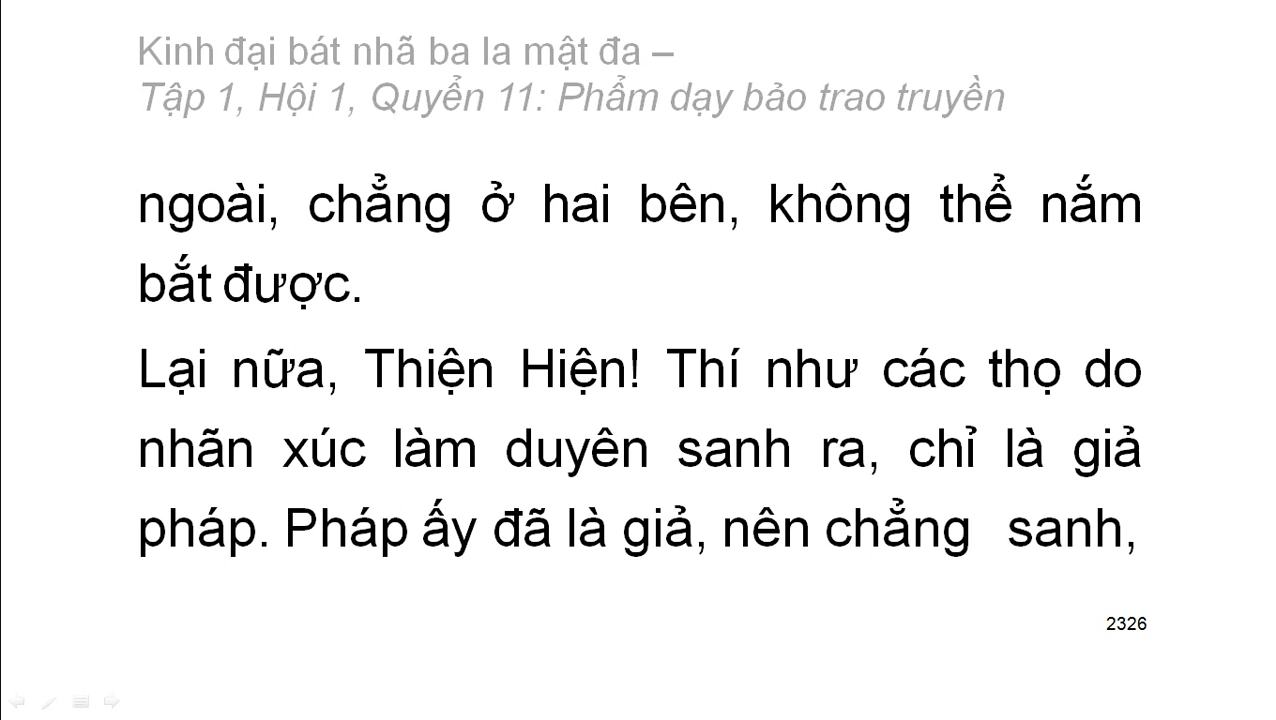 Kinh đại bát nhã ba la mật đa –
Tập 1, Hội 1, Quyển 11: Phẩm dạy bảo trao truyền
ngoài, chẳng ở hai bên, không thể nắm
bắt được.
Lại nữa, Thiện Hiện! Thí như các thọ do
nhãn xúc làm duyên sanh ra, chỉ là giả
pháp. Pháp ấy đã là giả, nên chẳng sanh,
2326